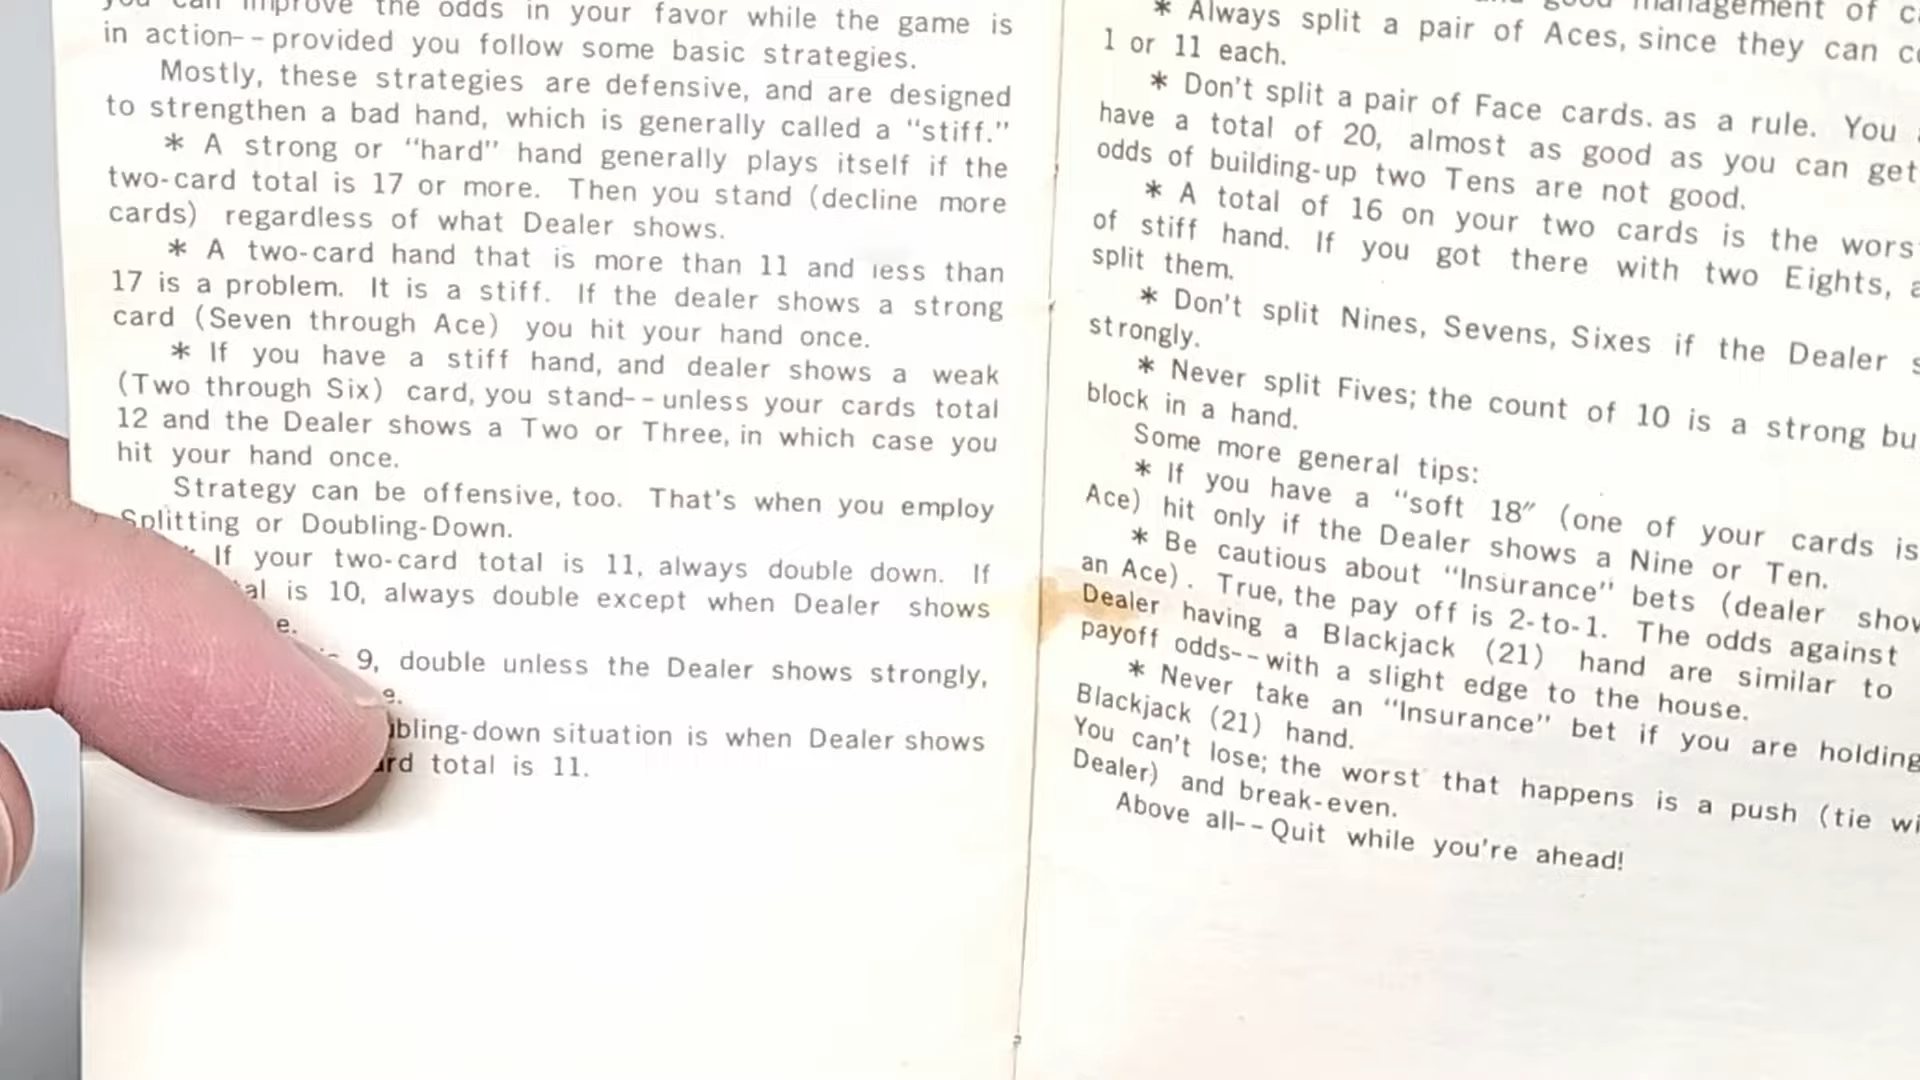 you can improve the odds in your favor while the game is
in action--provided you follow some basic strategies.
Mostly, these strategies are defensive, and are designed
to strengthen a bad hand, which is generally called a “stiff.”
* A strong or “hard” hand generally plays itself if the
two-card total is 17 or more. Then you stand (decline more
cards) regardless of what Dealer shows.
* A two-card hand that is more than 11 and less than
17 is a problem. It is a stiff. If the dealer shows a strong
card (Seven through Ace) you hit your hand once.
* If you have a stiff hand, and dealer shows a weak
(Two through Six) card, you stand--unless your cards total
12 and the Dealer shows a Two or Three, in which case you
hit your hand once.
Strategy can be offensive, too. That's when you employ
Splitting or Doubling-Down.
If your two-card total is 11, always double down. If
is 10, always double except when Dealer shows
9, double unless the Dealer shows strongly,
situation is when Dealer shows
total is 11.
management of
* Always split a pair of Aces, since they can
1 or 11 each.
* Don't split a pair of Face cards. as a rule. You
have a total of 20, almost as good as you can get
odds of building-up two Tens are not good.
* A total of 16 on your two cards is the
of stiff hand. If you got there with two Eights,
split them.
* Don't split Nines, Sevens, Sixes if the Dealer
strongly.
* Never split Fives; the count of 10 is a strong
block in a hand.
Some more general tips:
* If you have a “soft 18” (one of your cards is
Ace) hit only if the Dealer shows a Nine or Ten.
* Be cautious about “Insurance” bets (dealer
an Ace). True, the pay off is 2-to-1. The odds against
Dealer having a Blackjack (21) hand are similar to
payoff odds--with a slight edge to the house.
* Never take an “Insurance” bet if you are holding
Blackjack (21) hand.
You can't lose; the worst that happens is a push (tie
Dealer) and break-even.
Above all--Quit while you're ahead!